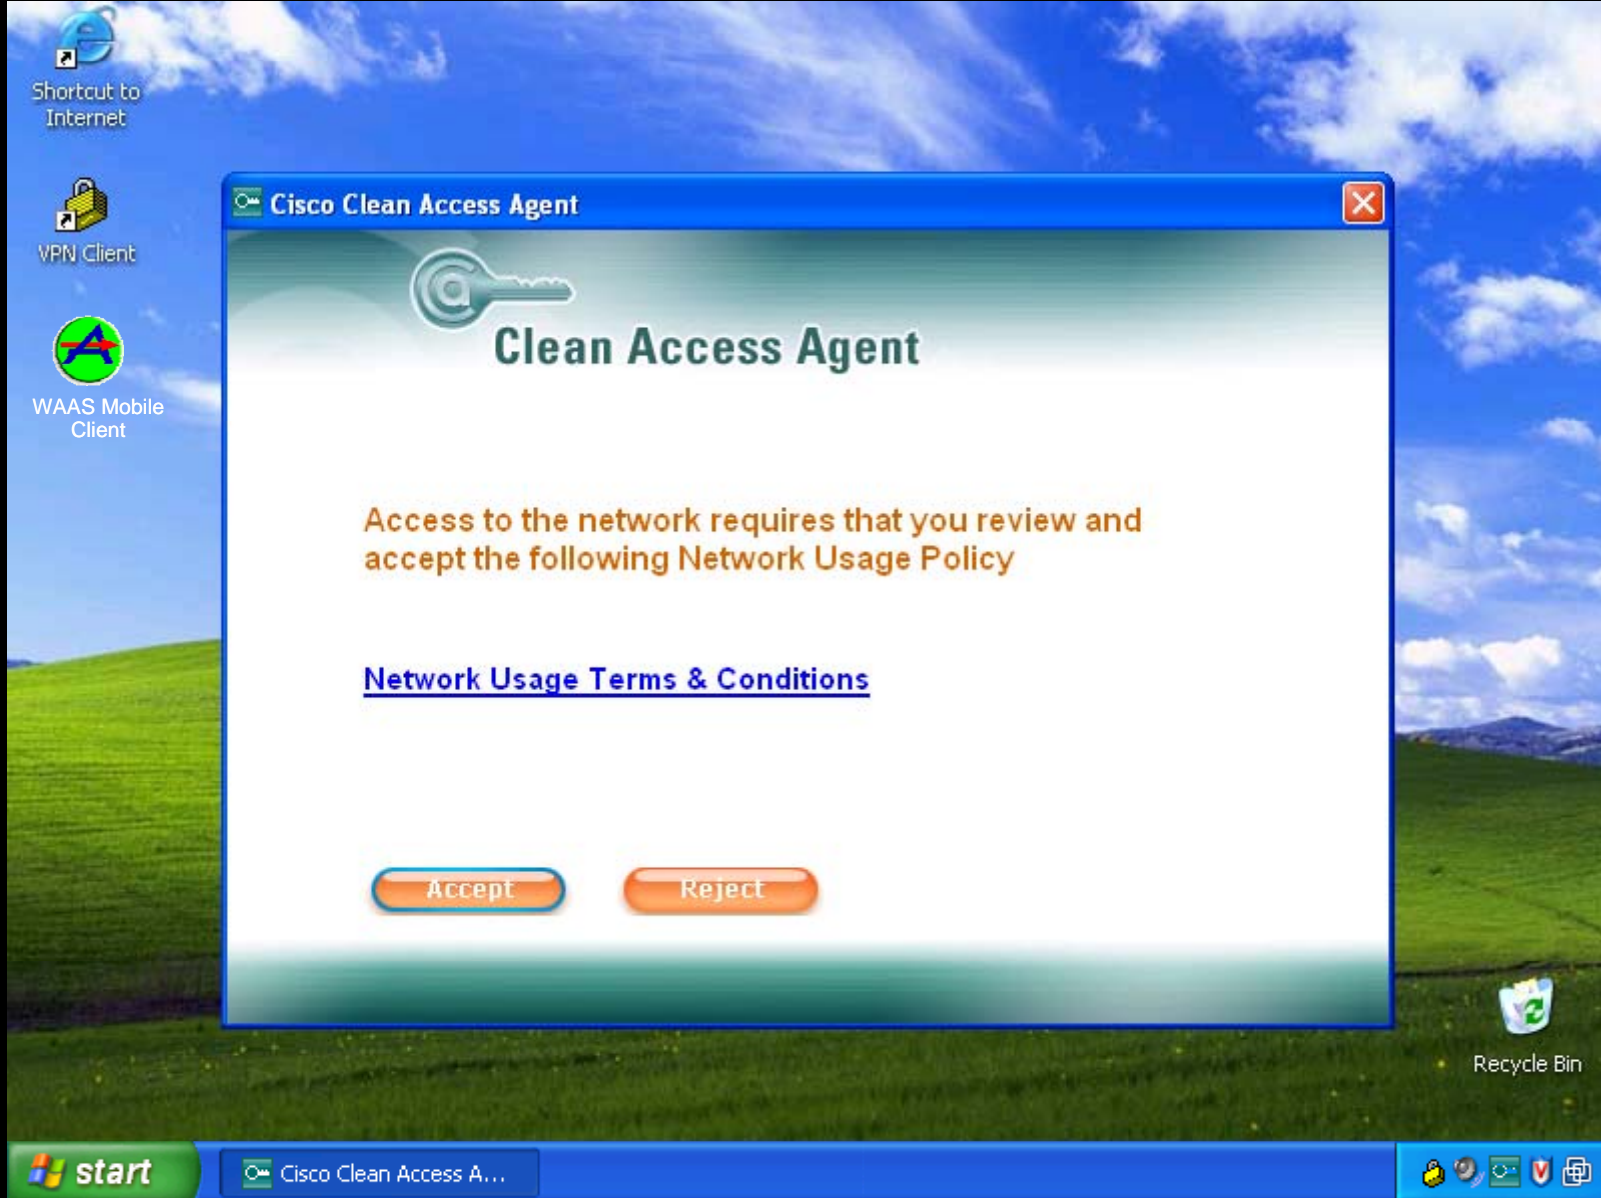 Shortcut to
Internet
VPN Client
WAAS Mobile
Client
Cisco Clean Access Agent
Clean Access Agent
Access to the network requires that you review and
accept the following Network Usage Policy
Network Usage Terms & Conditions
Accept
Reject
Recycle Bin
start
Cisco Clean Access A...